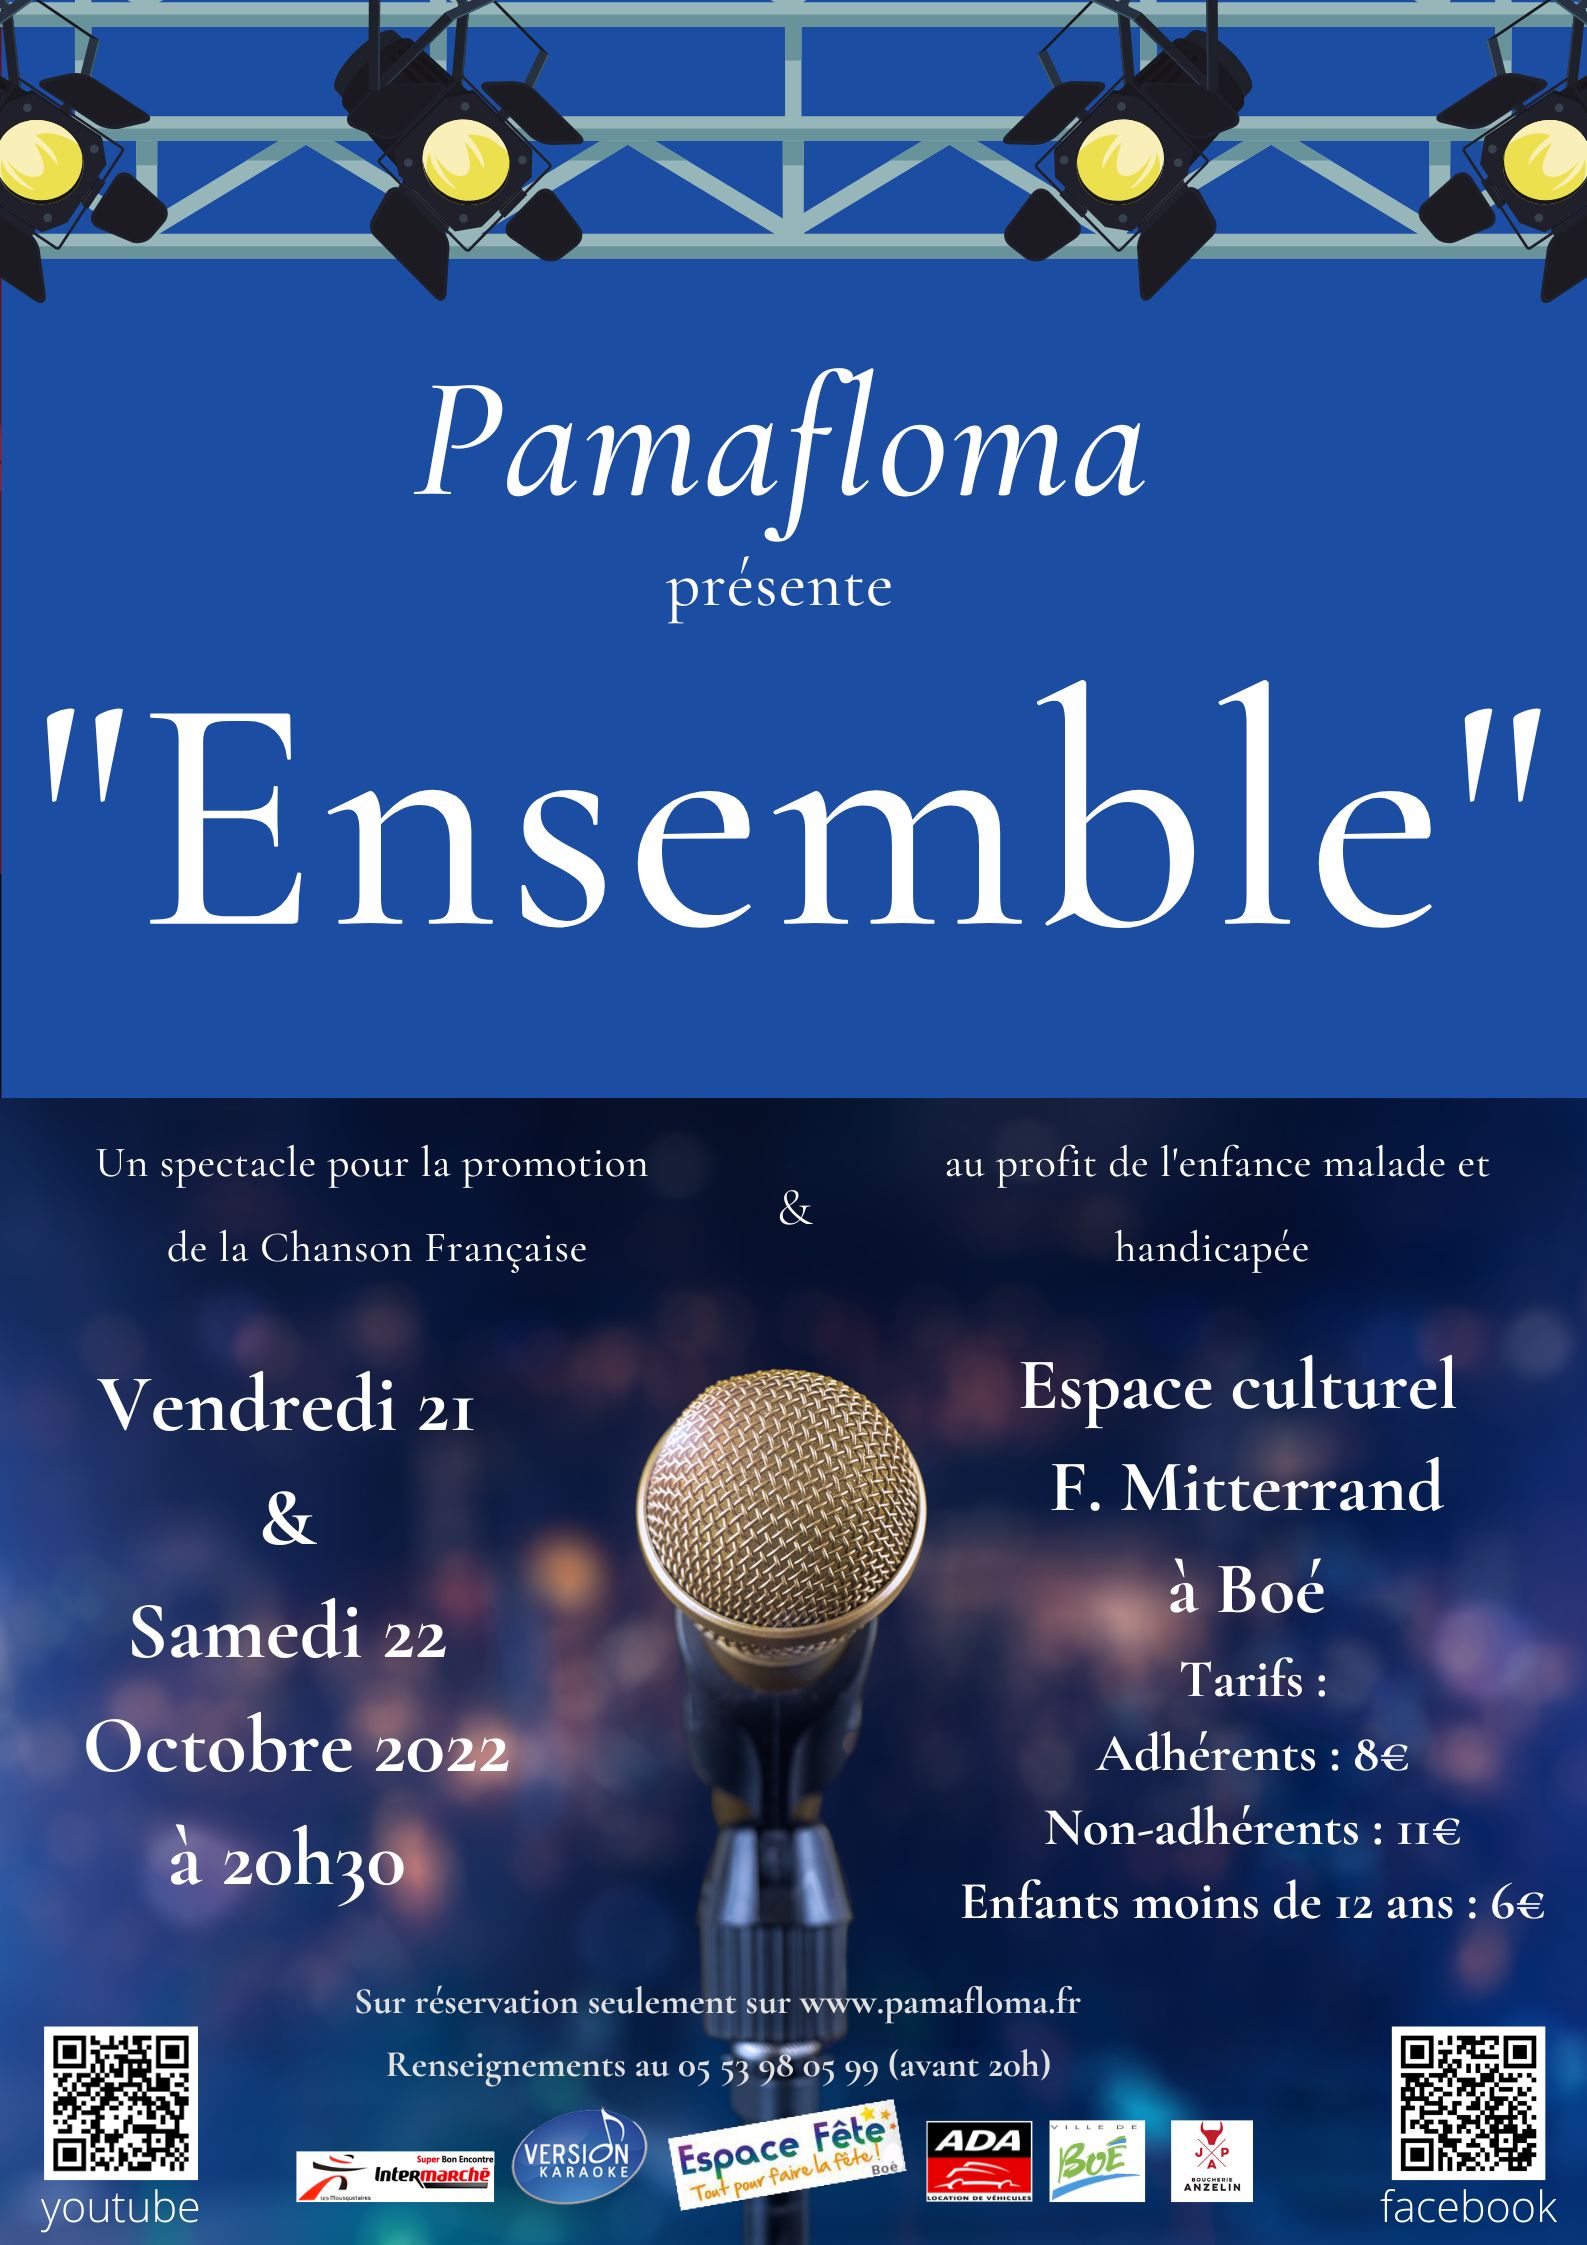 Pamafloma
présente
"Ensemble"
Un spectacle pour la promotion
de la Chanson Française
&
au profit de l'enfance malade et
handicapée
Vendredi 21
&
Samedi 22
Octobre 2022
à 20h30
Espace culturel
F. Mitterrand
à Boé
Tarifs :
Adhérents : 8€
Non-adhérents : 11€
Enfants moins de 12 ans : 6€
Sur réservation seulement sur www.pamafloma.fr
Renseignements au 05 53 98 05 99 (avant 20h)
youtube
Super Bon Encontre
Intermarché
Les Mousquetaires
VERSION
KARAOKE
Espace Fête
Tout pour faire la fête!
Boé
ADA
LOCATION DE VÉHICULES
VILLE DE
BOÉ
J P
A
BOUCHERIE
ANZELIN
facebook